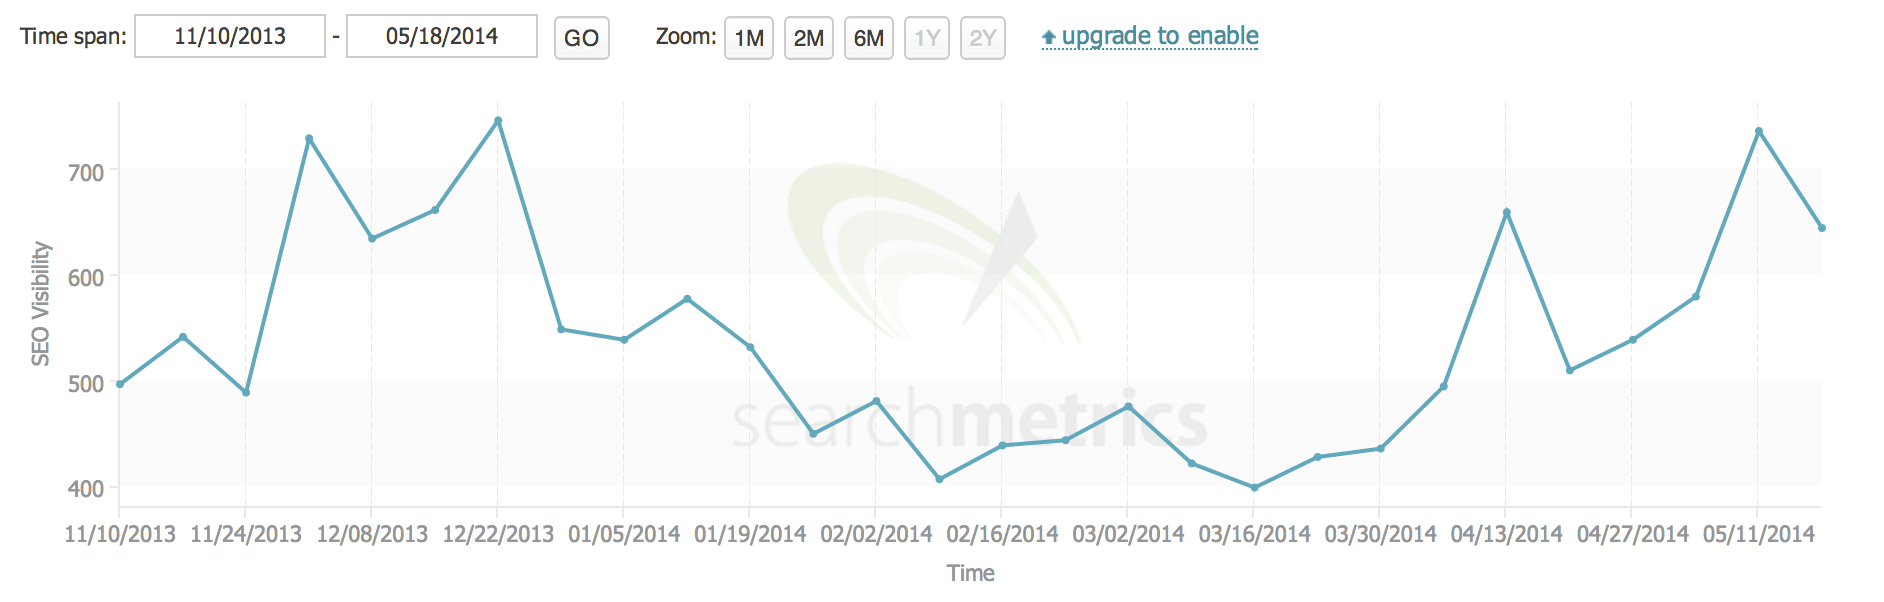 Time span: 11/10/2013 - 05/18/2014 GO Zoom: 1M 2M 6M 1Y 2Y upgrade to enable
700
600
500
400
SEO Visibility
searchmetrics
11/10/2013 11/24/2013 12/08/2013 12/22/2013 01/05/2014 01/19/2014 02/02/2014 02/16/2014 03/02/2014 03/16/2014 03/30/2014 04/13/2014 04/27/2014 05/11/2014
Time